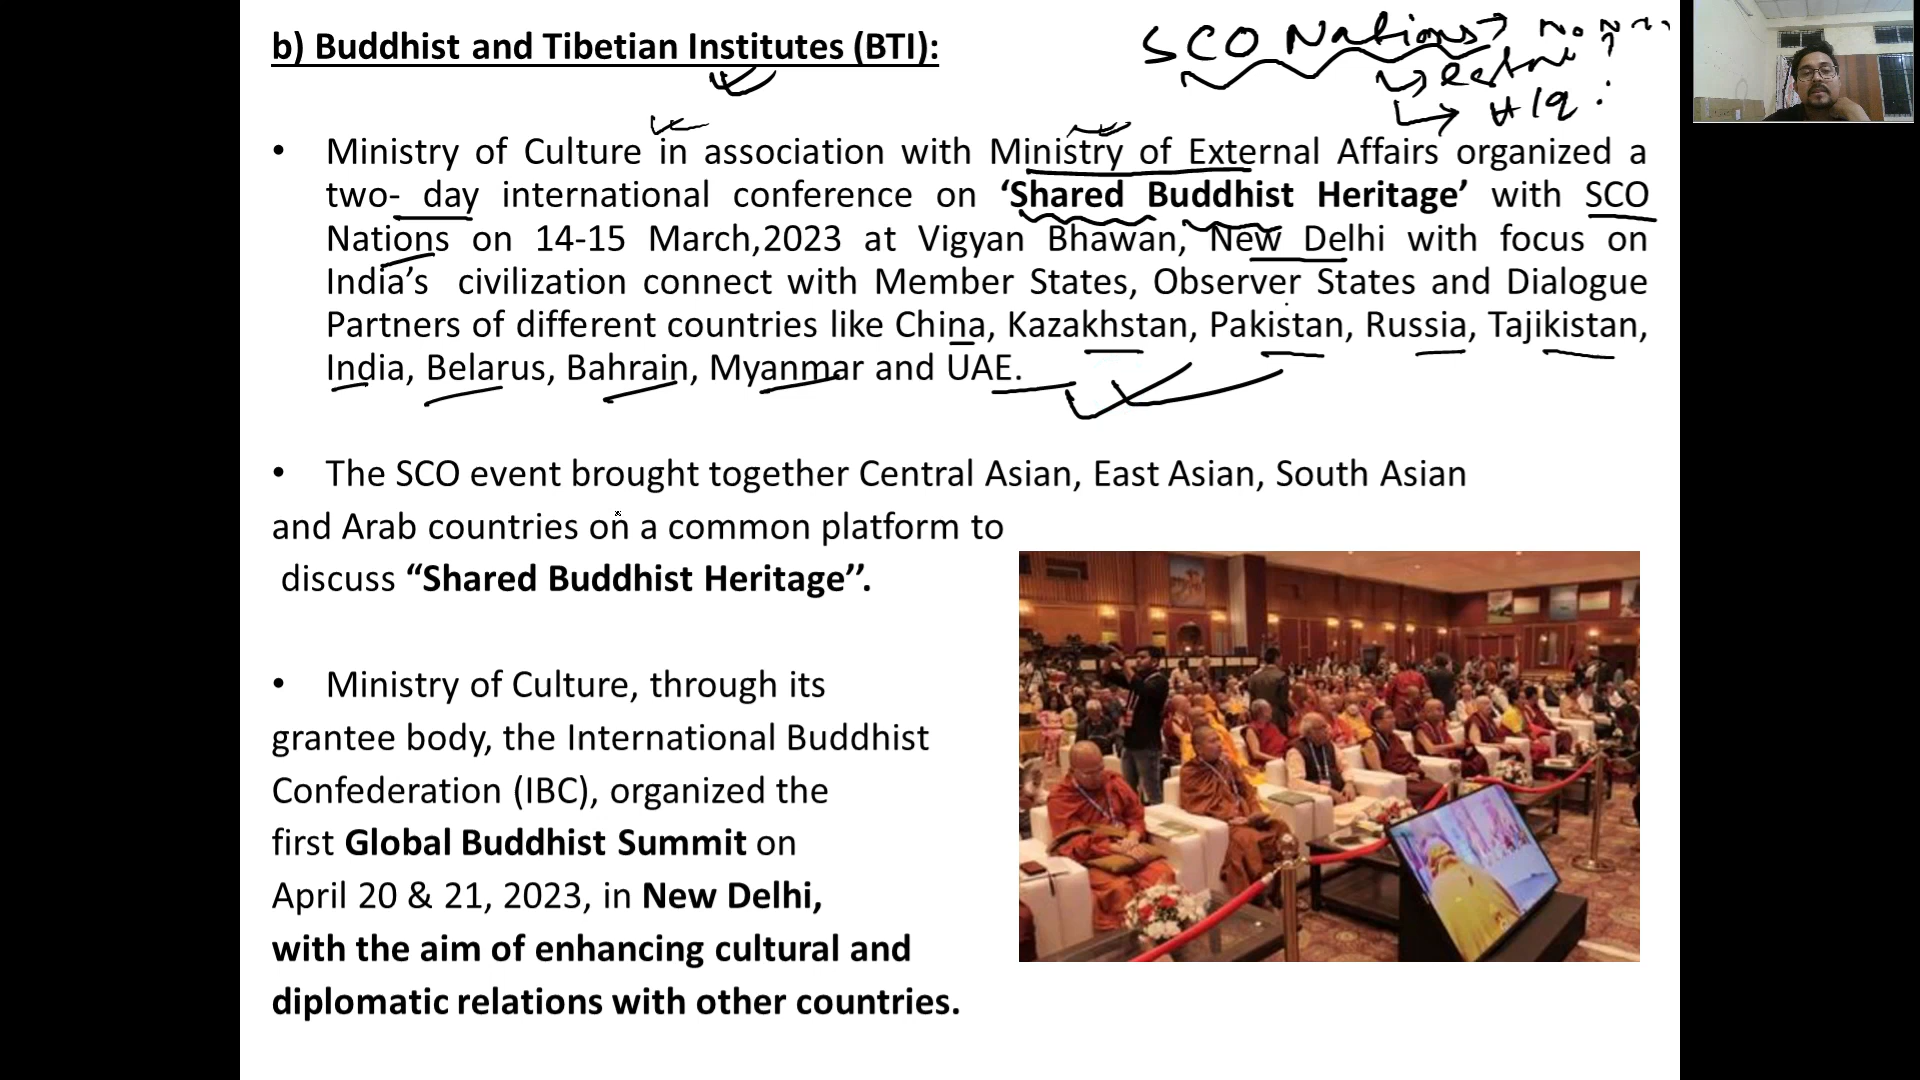 b) Buddhist and Tibetian Institutes (BTI):
SCO Nations →
→ H/Q ?
• Ministry of Culture in association with Ministry of External Affairs organized a
two- day international conference on ‘Shared Buddhist Heritage’ with SCO
Nations on 14-15 March,2023 at Vigyan Bhawan, New Delhi with focus on
India’s civilization connect with Member States, Observer States and Dialogue
Partners of different countries like China, Kazakhstan, Pakistan, Russia, Tajikistan,
India, Belarus, Bahrain, Myanmar and UAE.
• The SCO event brought together Central Asian, East Asian, South Asian
and Arab countries on a common platform to
discuss “Shared Buddhist Heritage’’.
• Ministry of Culture, through its
grantee body, the International Buddhist
Confederation (IBC), organized the
first Global Buddhist Summit on
April 20 & 21, 2023, in New Delhi,
with the aim of enhancing cultural and
diplomatic relations with other countries.